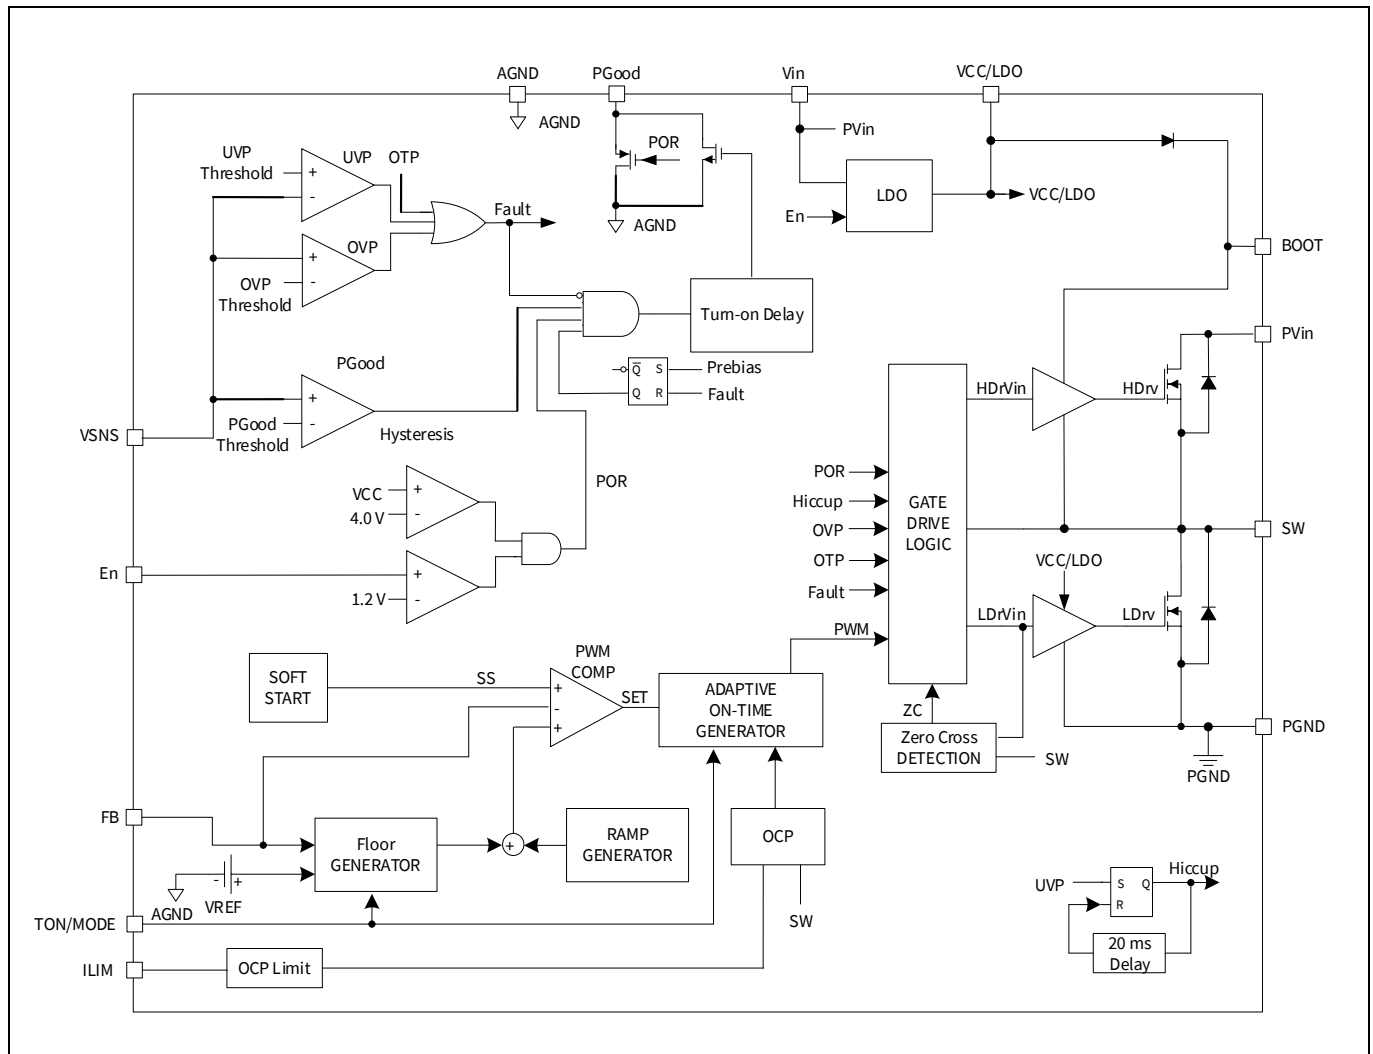 AGND
PGood
Vin
VCC/LDO
AGND
PVin
UVP
Threshold
+
-
UVP
OTP
POR
LDO
En
VCC/LDO
Fault
AGND
BOOT
OVP
Threshold
+
-
OVP
Turn-on Delay
PVin
PGood
Q
S
Q
R
Prebias
Fault
HDrVin
HDrv
PGood
Threshold
+
-
Hysteresis
VSNS
POR
VCC
4.0 V
+
-
POR
Hiccup
OVP
OTP
Fault
GATE
DRIVE
LOGIC
SW
En
1.2 V
+
-
VCC/LDO
LDrVin
LDrv
PWM
SOFT
START
SS
PWM
COMP
+
-
+
SET
ADAPTIVE
ON-TIME
GENERATOR
ZC
Zero Cross
DETECTION
SW
PGND
PGND
FB
Floor
GENERATOR
+
RAMP
GENERATOR
OCP
- +
VREF
AGND
SW
UVP
S
Q
R
Hiccup
20 ms
Delay
TON/MODE
ILIM
OCP Limit